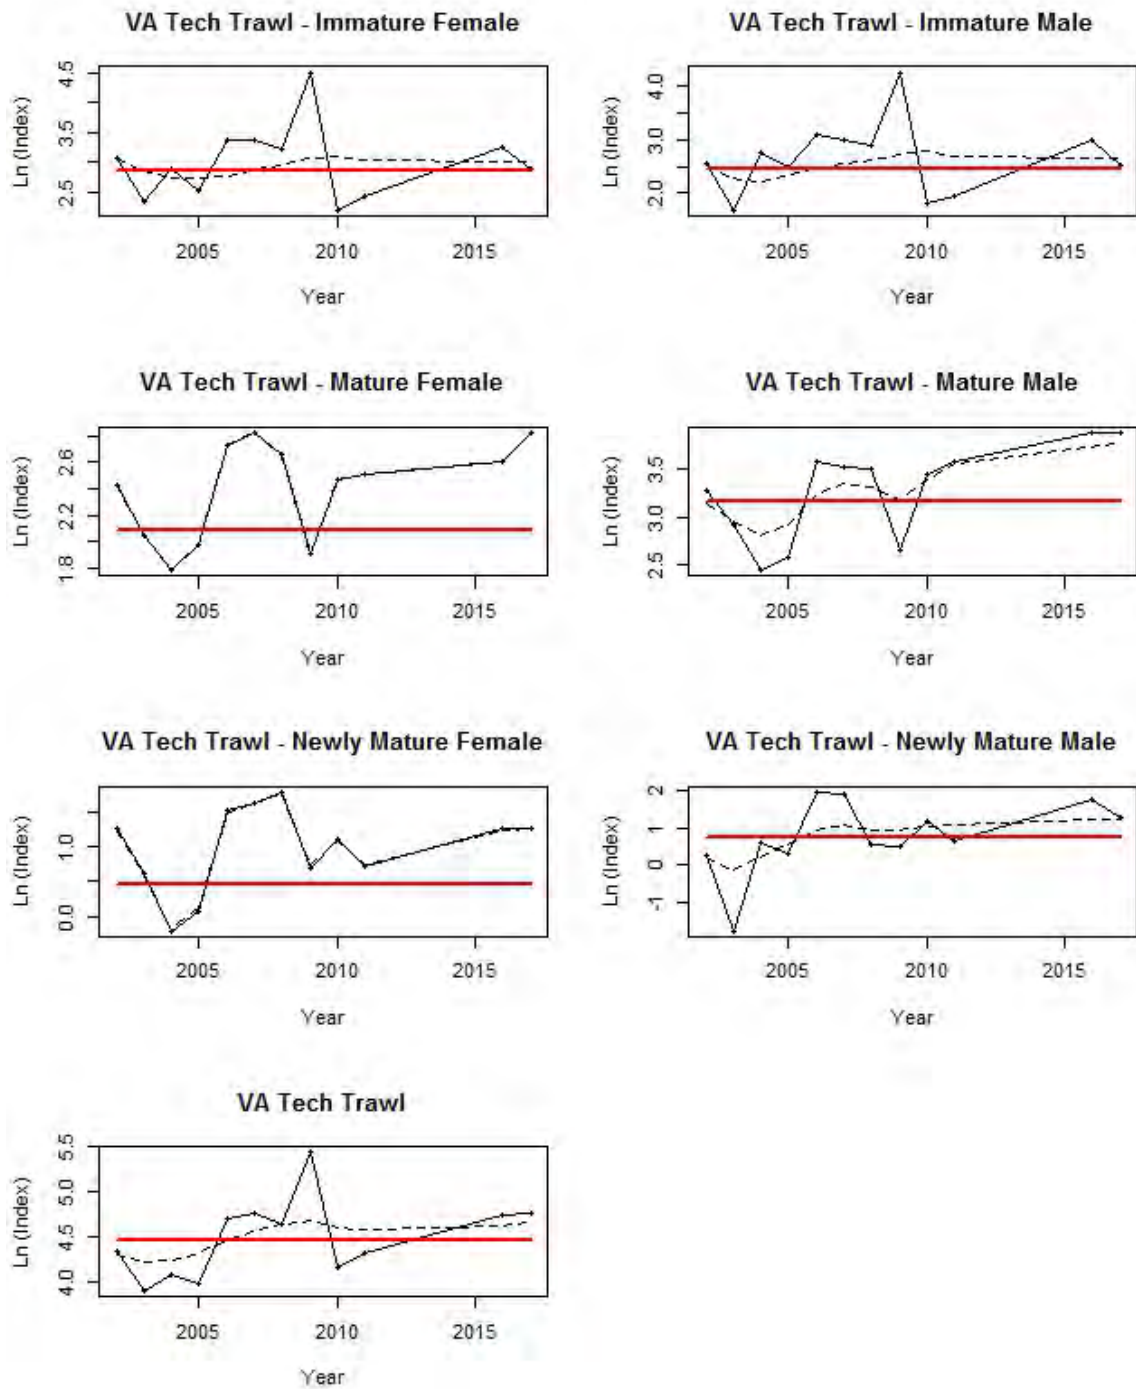 VA Tech Trawl - Immature Female
Ln (Index)
4.5
3.5
2.5
2005 2010 2015
Year
VA Tech Trawl - Immature Male
Ln (Index)
4.0
3.0
2.0
2005 2010 2015
Year
VA Tech Trawl - Mature Female
Ln (Index)
2.6
2.2
1.8
2005 2010 2015
Year
VA Tech Trawl - Mature Male
Ln (Index)
3.5
3.0
2.5
2005 2010 2015
Year
VA Tech Trawl - Newly Mature Female
Ln (Index)
1.0
0.0
2005 2010 2015
Year
VA Tech Trawl - Newly Mature Male
Ln (Index)
2
1
0
-1
2005 2010 2015
Year
VA Tech Trawl
Ln (Index)
5.5
5.0
4.5
4.0
2005 2010 2015
Year